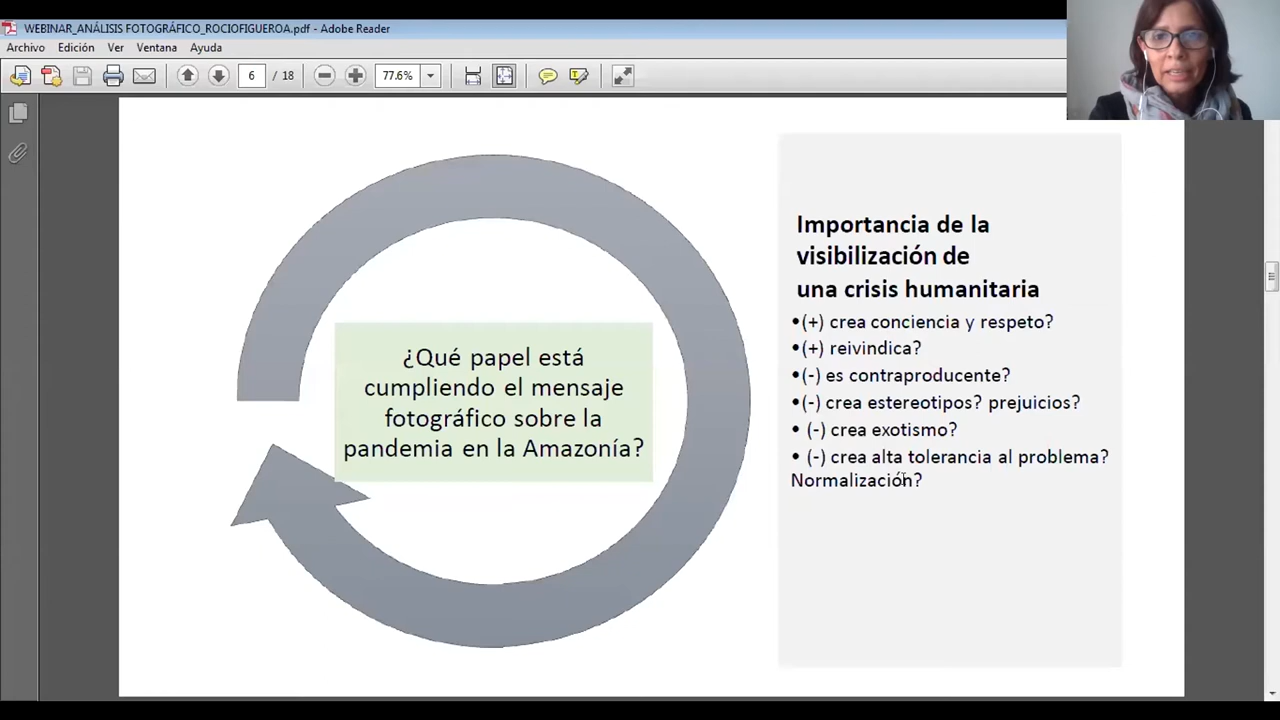 WEBINAR_ANÁLISIS FOTOGRÁFICO_ROCIOFIGUEROA.pdf - Adobe Reader
Archivo Edición Ver Ventana Ayuda
6 / 18 77.6%
¿Qué papel está
cumpliendo el mensaje
fotográfico sobre la
pandemia en la Amazonía?
Importancia de la
visibilización de
una crisis humanitaria
•(+) crea conciencia y respeto?
•(+) reivindica?
•(-) es contraproducente?
•(-) crea estereotipos? prejuicios?
• (-) crea exotismo?
• (-) crea alta tolerancia al problema?
Normalización?